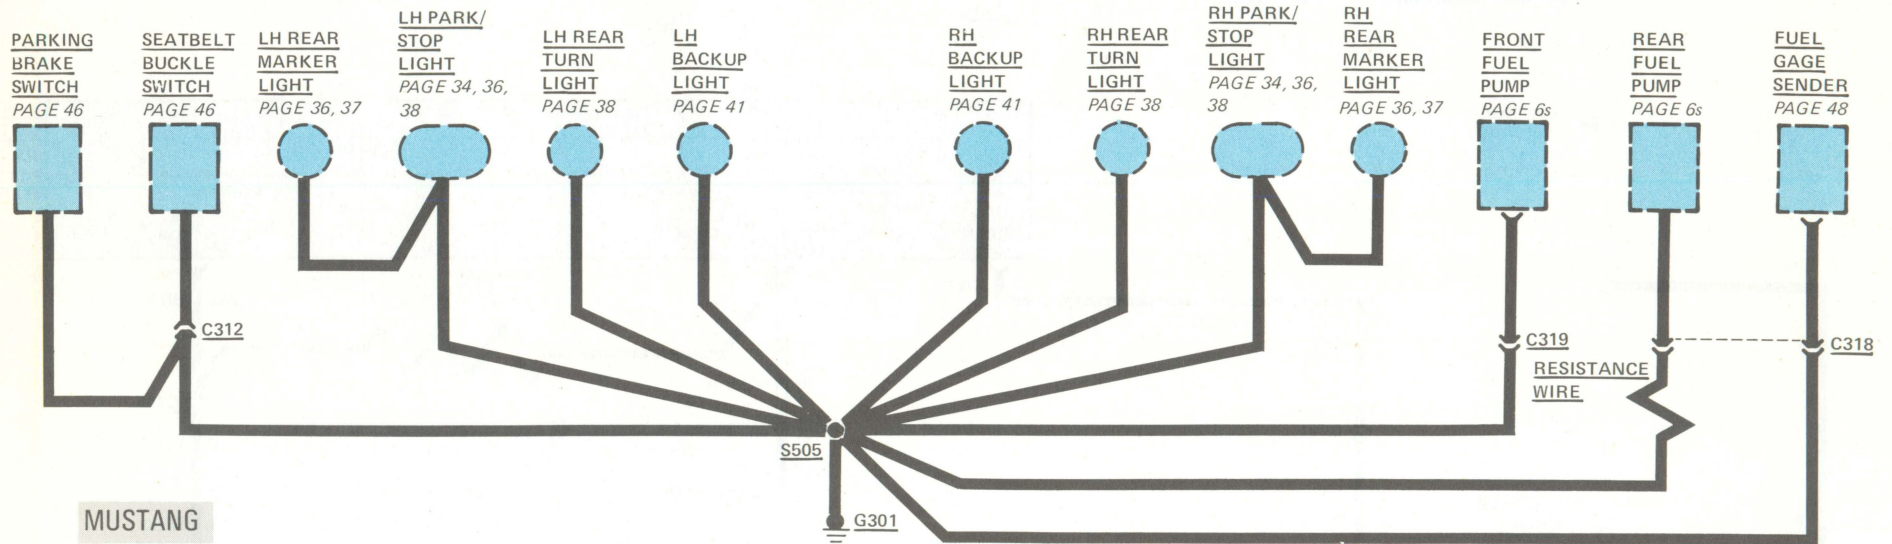 PARKING
BRAKE
SWITCH
PAGE 46
SEATBELT
BUCKLE
SWITCH
PAGE 46
LH REAR
MARKER
LIGHT
PAGE 36, 37
LH PARK/
STOP
LIGHT
PAGE 34, 36,
38
LH REAR
TURN
LIGHT
PAGE 38
LH
BACKUP
LIGHT
PAGE 41
RH
BACKUP
LIGHT
PAGE 41
RH REAR
TURN
LIGHT
PAGE 38
RH PARK/
STOP
LIGHT
PAGE 34, 36,
38
RH
REAR
MARKER
LIGHT
PAGE 36, 37
FRONT
FUEL
PUMP
PAGE 6s
REAR
FUEL
PUMP
PAGE 6s
FUEL
GAGE
SENDER
PAGE 48
C312
C319
C318
RESISTANCE
WIRE
S505
G301
MUSTANG